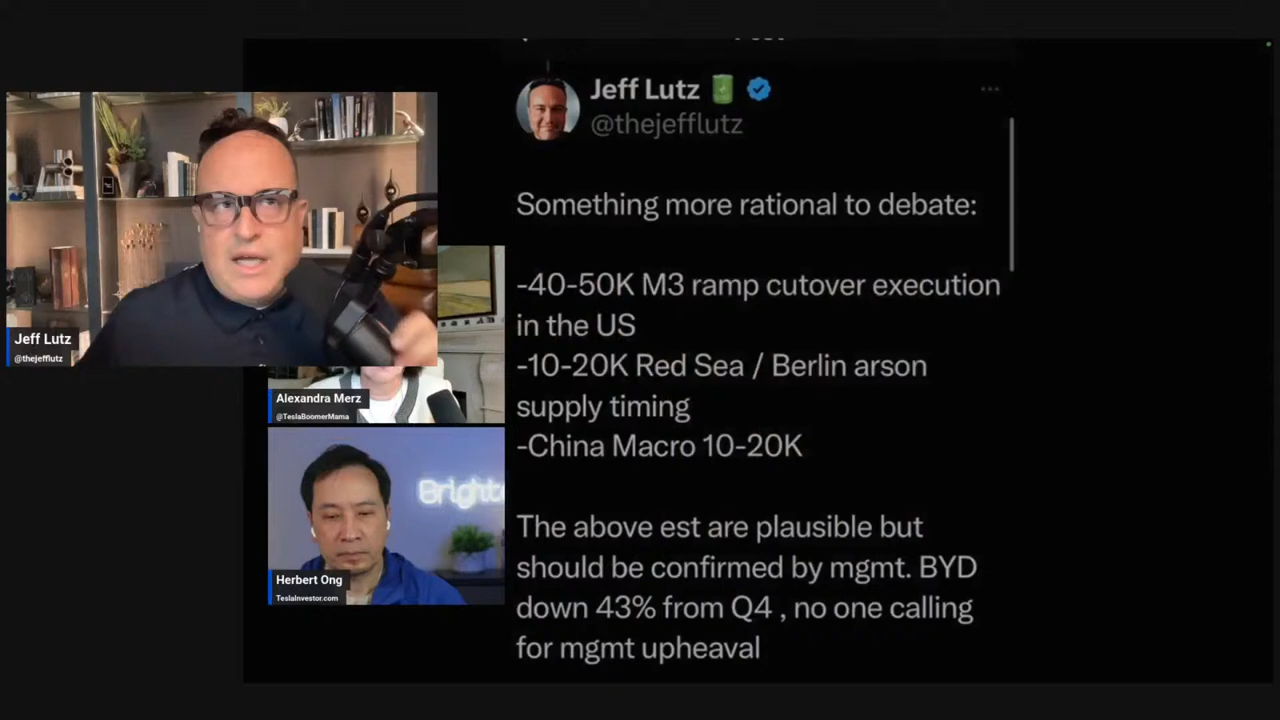 Jeff Lutz
@thejefflutz
Something more rational to debate:
-40-50K M3 ramp cutover execution
in the US
-10-20K Red Sea / Berlin arson
supply timing
-China Macro 10-20K
The above est are plausible but
should be confirmed by mgmt. BYD
down 43% from Q4 , no one calling
for mgmt upheaval
Jeff Lutz
@thejefflutz
Alexandra Merz
@TeslaBoomerMama
Herbert Ong
TeslaInvestor.com